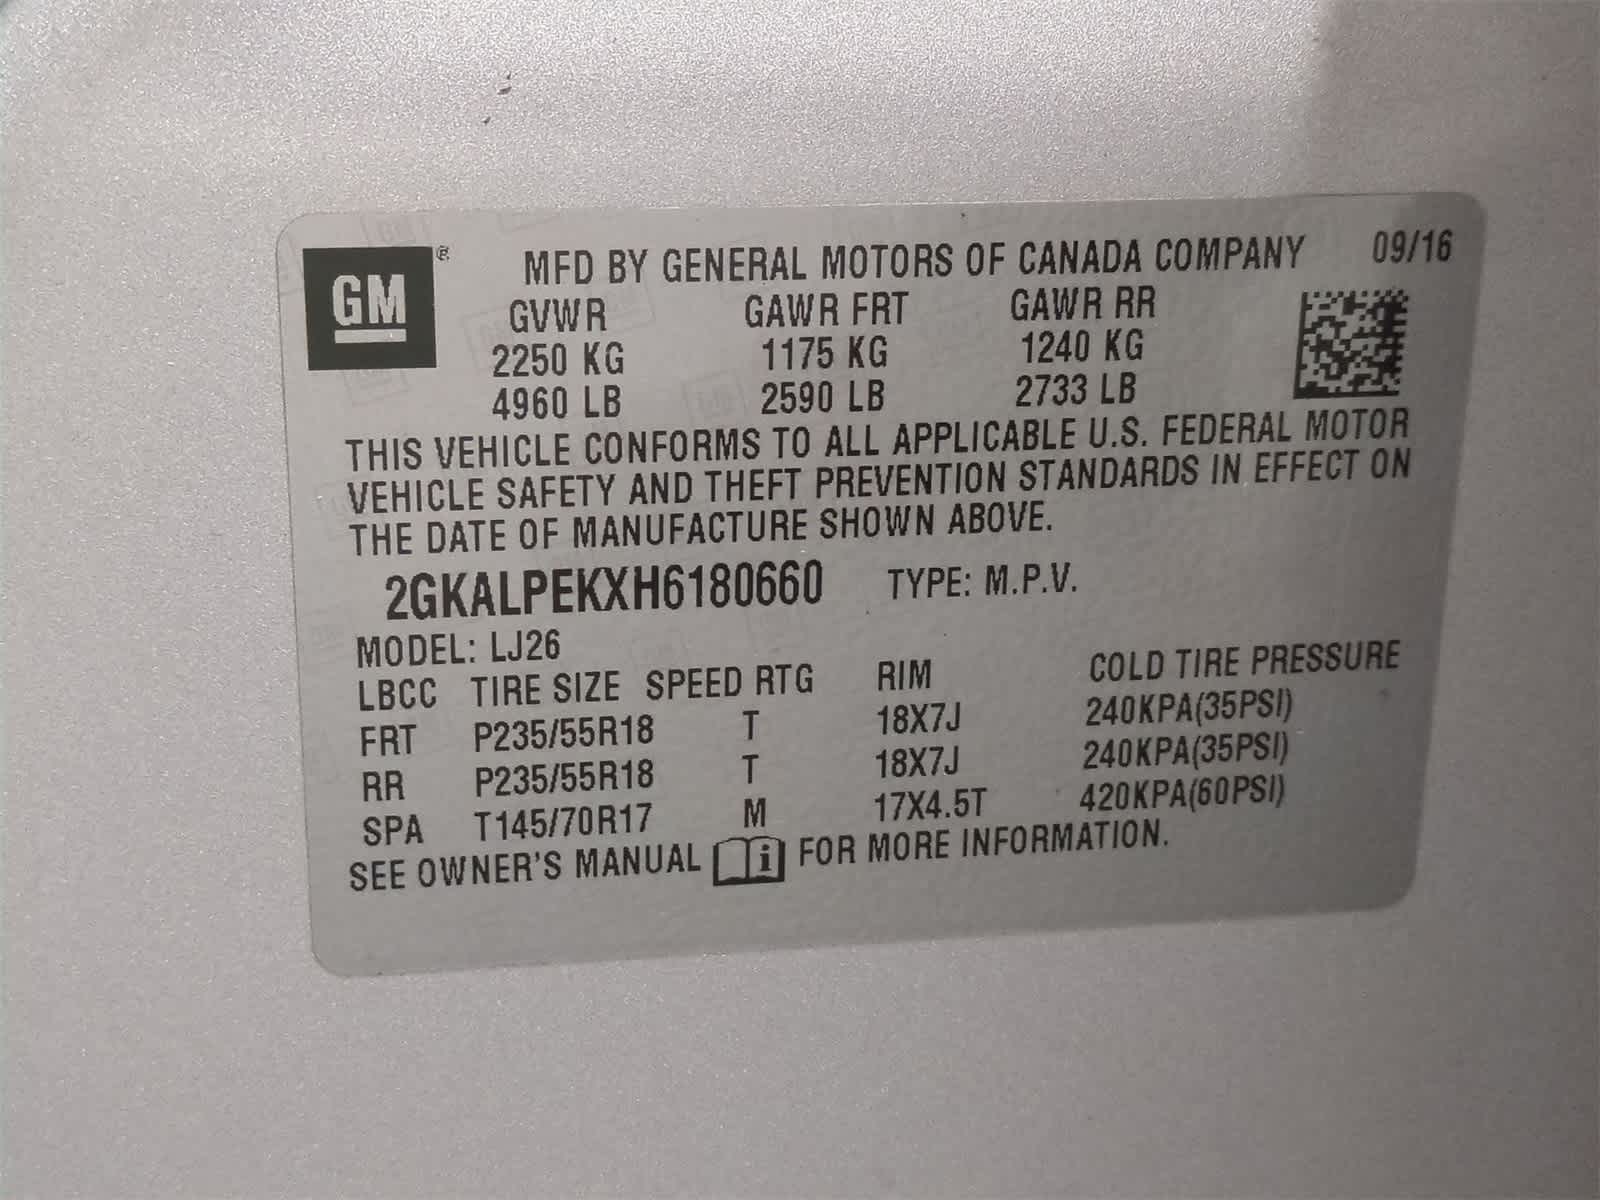 GM ® MFD BY GENERAL MOTORS OF CANADA COMPANY 09/16
GVWR GAWR FRT GAWR RR
2250 KG 1175 KG 1240 KG
4960 LB 2590 LB 2733 LB
THIS VEHICLE CONFORMS TO ALL APPLICABLE U.S. FEDERAL MOTOR
VEHICLE SAFETY AND THEFT PREVENTION STANDARDS IN EFFECT ON
THE DATE OF MANUFACTURE SHOWN ABOVE.
2GKALPEKXH6180660 TYPE: M.P.V.
MODEL: LJ26
LBCC TIRE SIZE SPEED RTG RIM COLD TIRE PRESSURE
FRT P235/55R18 T 18X7J 240KPA(35PSI)
RR P235/55R18 T 18X7J 240KPA(35PSI)
SPA T145/70R17 M 17X4.5T 420KPA(60PSI)
SEE OWNER'S MANUAL i FOR MORE INFORMATION.